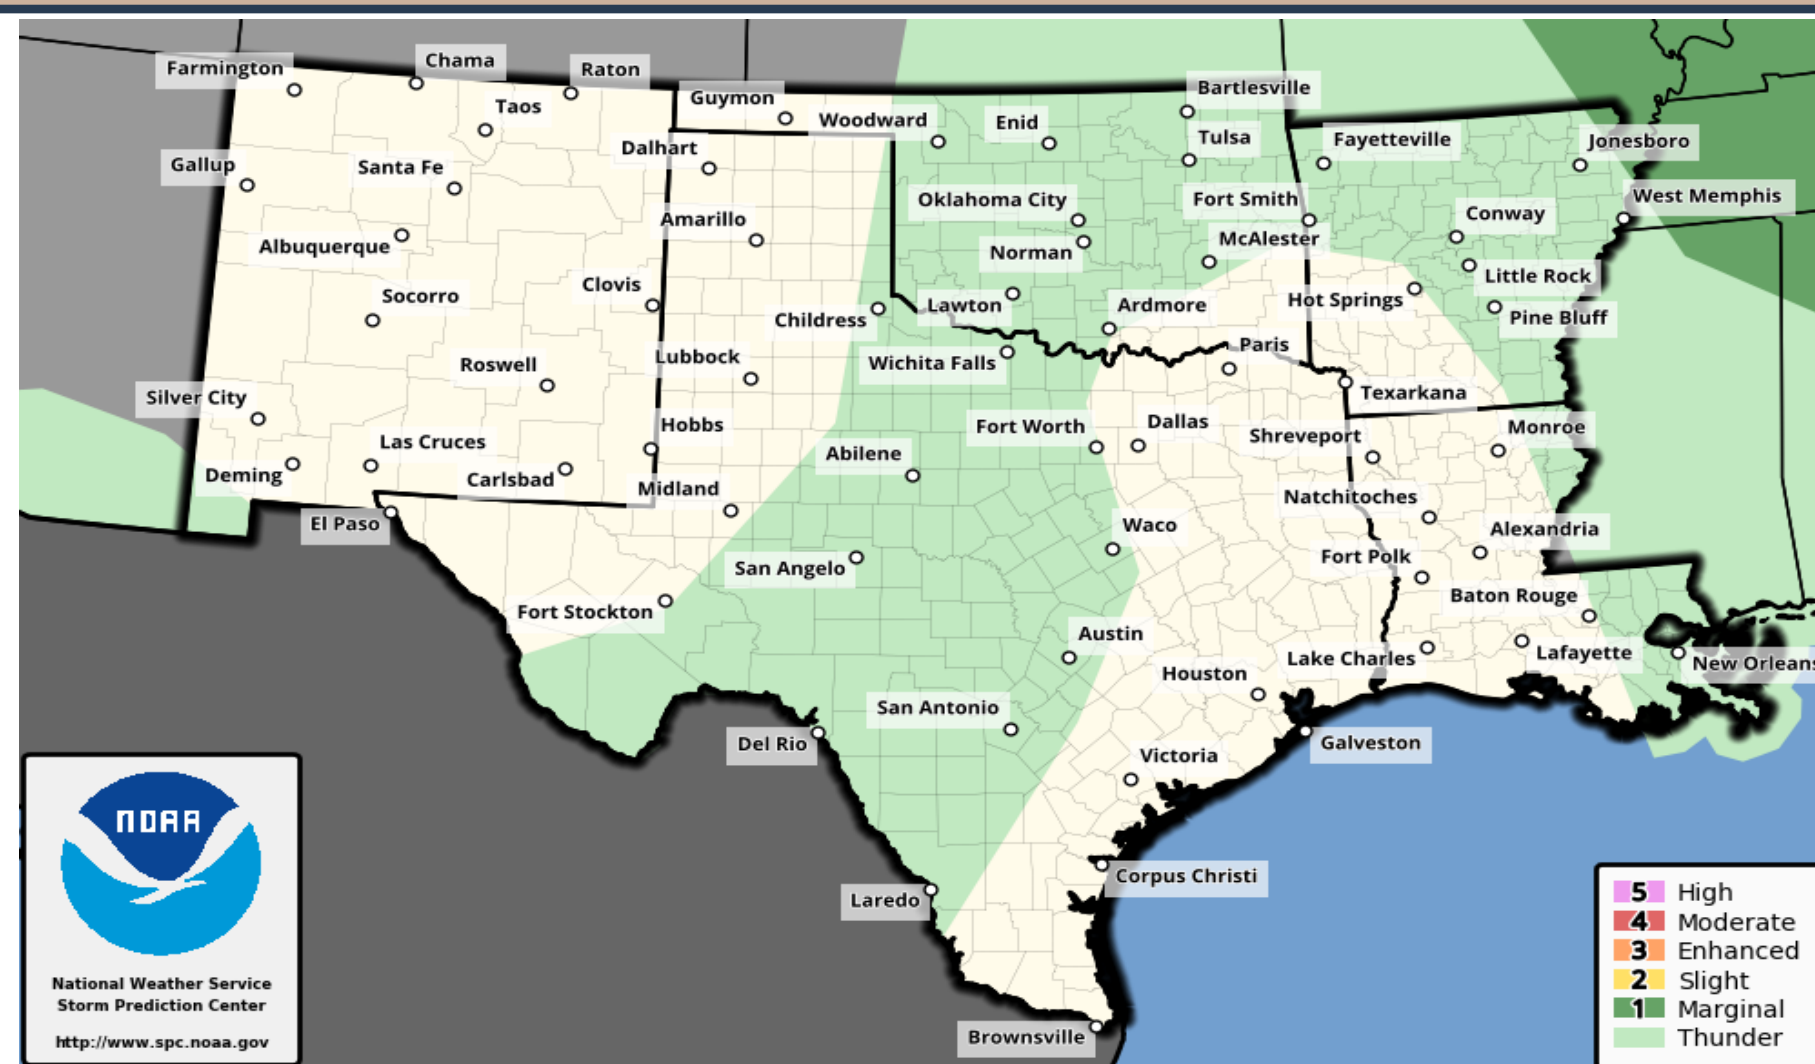 Farmington
Chama
Raton
Taos
Guymon
Woodward
Enid
Bartlesville
Tulsa
Fayetteville
Jonesboro
Gallup
Santa Fe
Dalhart
Oklahoma City
Fort Smith
Conway
West Memphis
Albuquerque
Amarillo
Norman
McAlester
Little Rock
Socorro
Clovis
Childress
Lawton
Ardmore
Hot Springs
Pine Bluff
Roswell
Lubbock
Wichita Falls
Paris
Texarkana
Silver City
Las Cruces
Hobbs
Abilene
Fort Worth
Dallas
Shreveport
Monroe
Deming
Carlsbad
Midland
Natchitoches
El Paso
San Angelo
Waco
Fort Polk
Alexandria
Fort Stockton
Austin
Baton Rouge
Houston
Lake Charles
Lafayette
New Orleans
Del Rio
San Antonio
Victoria
Galveston
Laredo
Corpus Christi
Brownsville
NOAA
National Weather Service
Storm Prediction Center
http://www.spc.noaa.gov
5 High
4 Moderate
3 Enhanced
2 Slight
1 Marginal
Thunder